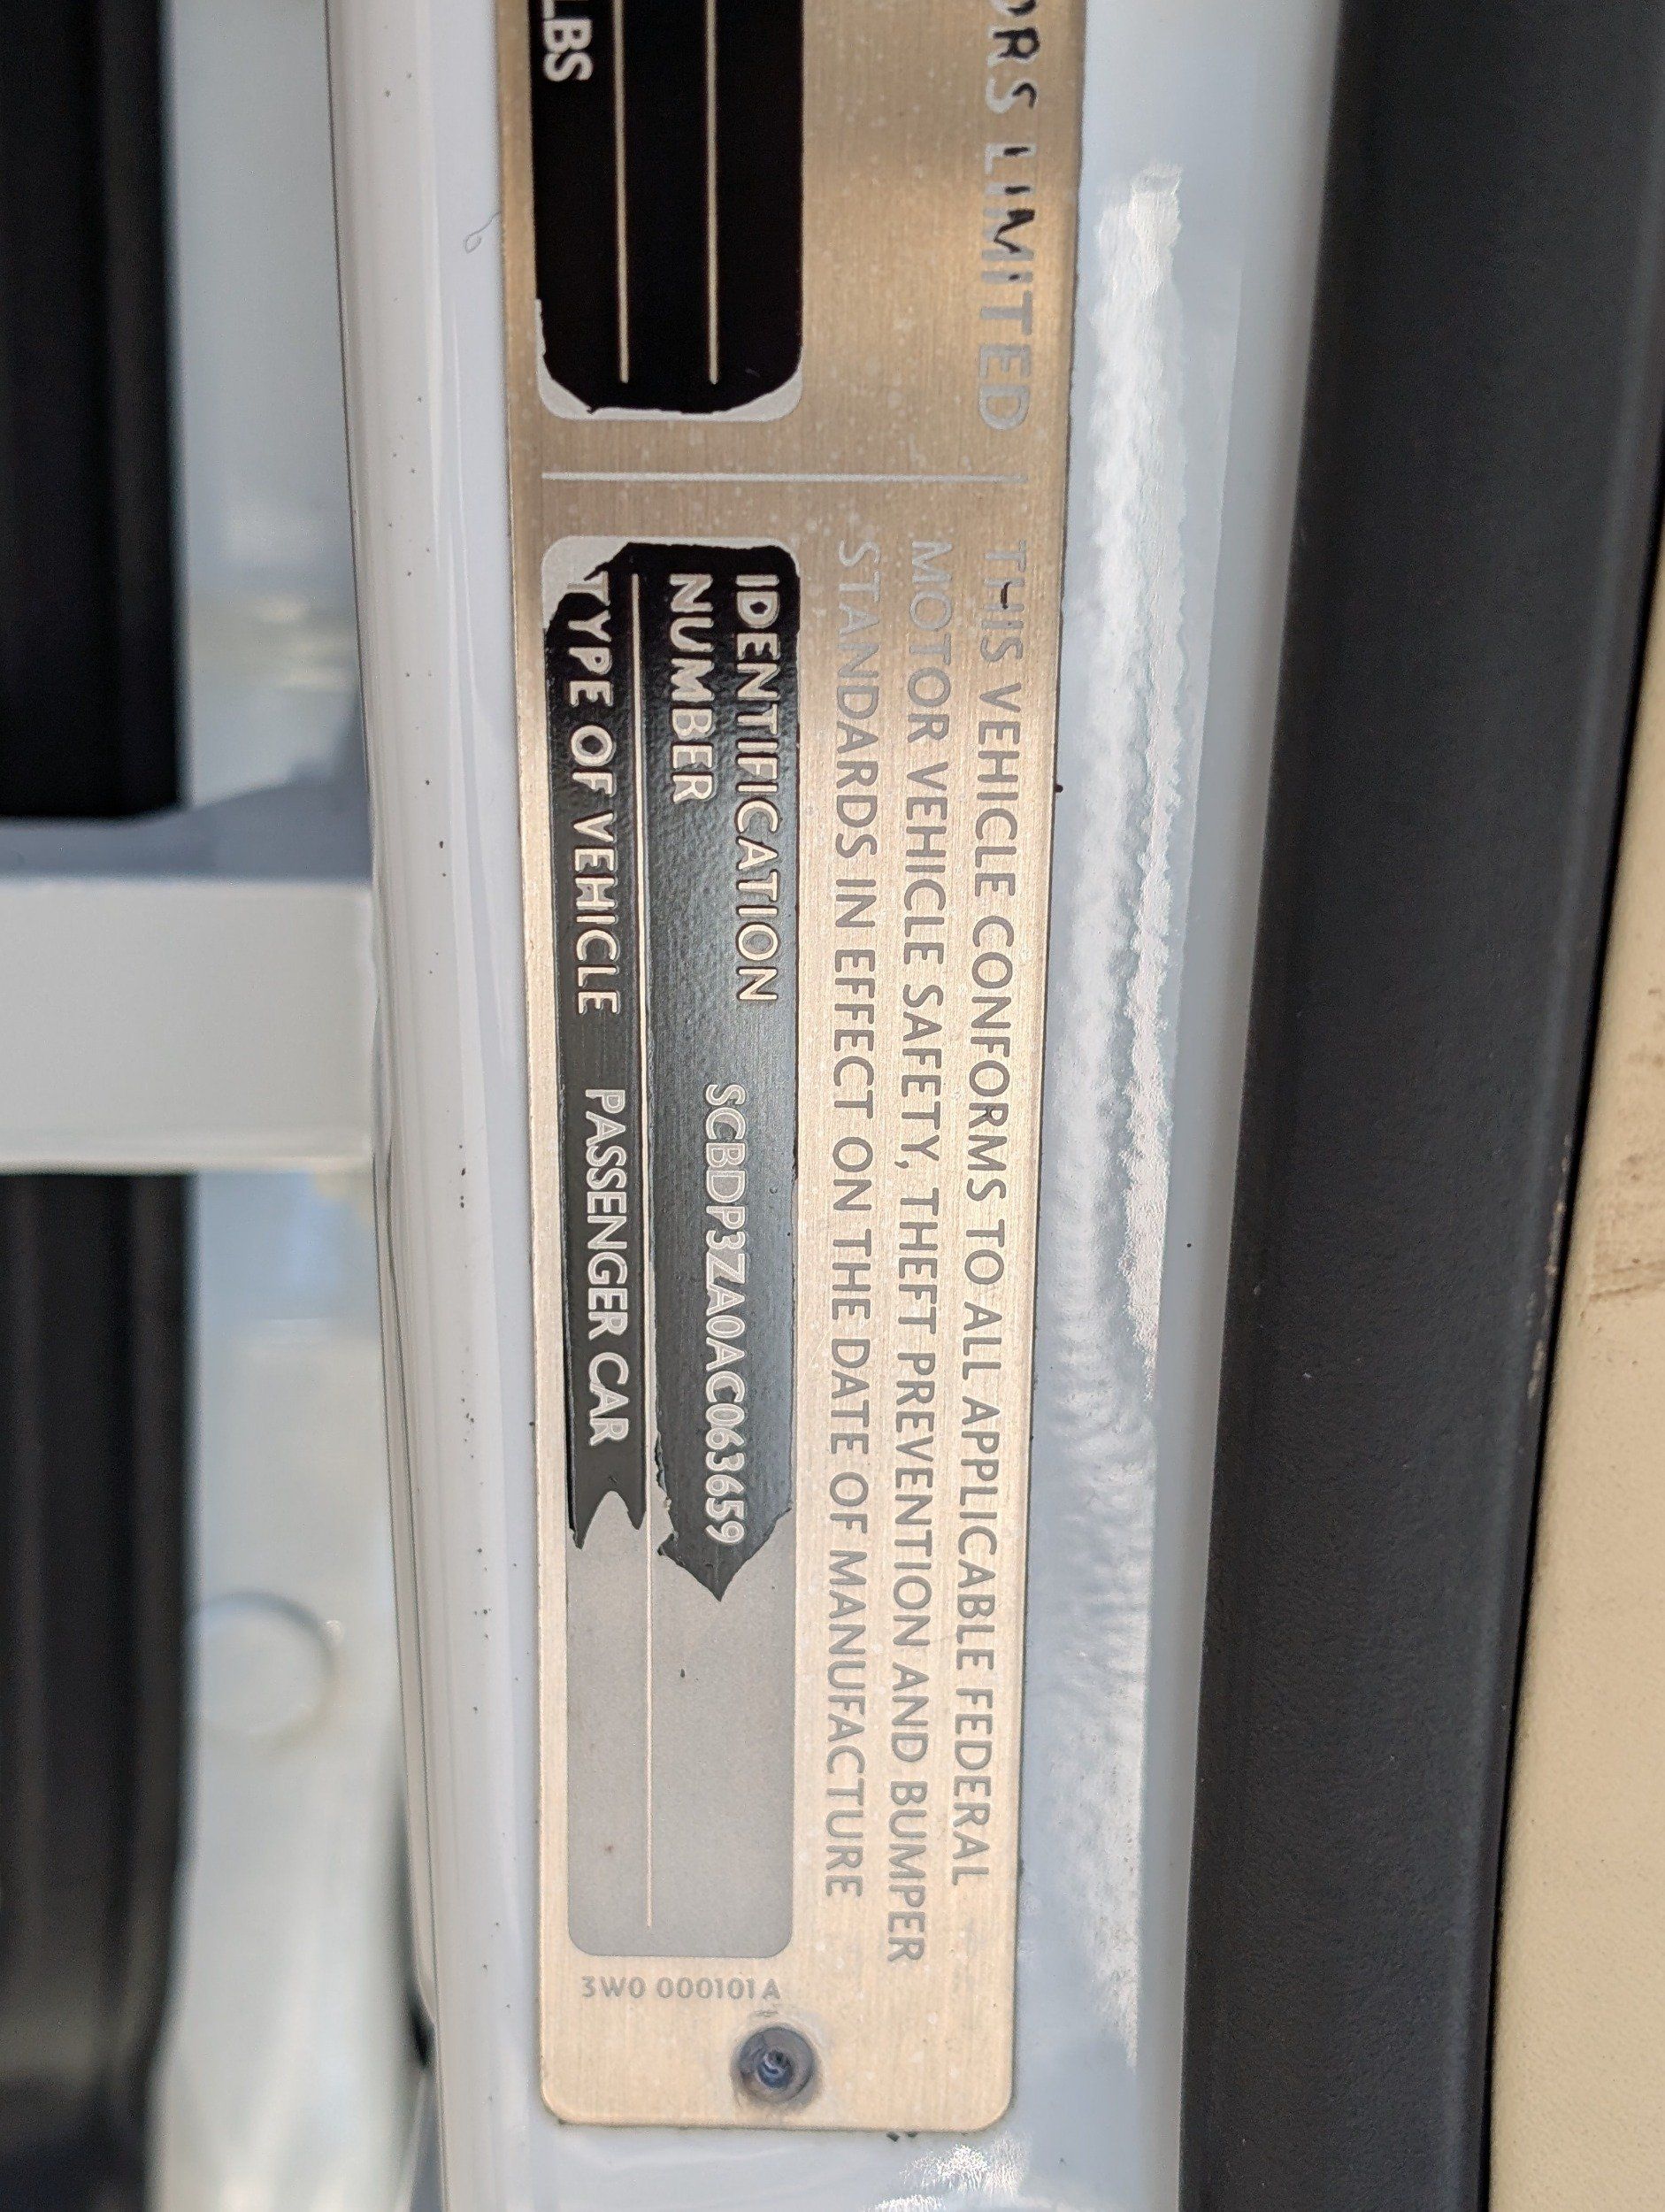 LBS
ORS LIMITED
THIS VEHICLE CONFORMS TO ALL APPLICABLE FEDERAL
MOTOR VEHICLE SAFETY, THEFT PREVENTION AND BUMPER
STANDARDS IN EFFECT ON THE DATE OF MANUFACTURE
IDENTIFICATION
NUMBER SCBDP3ZA0AC063659
TYPE OF VEHICLE PASSENGER CAR
3W0 000101 A